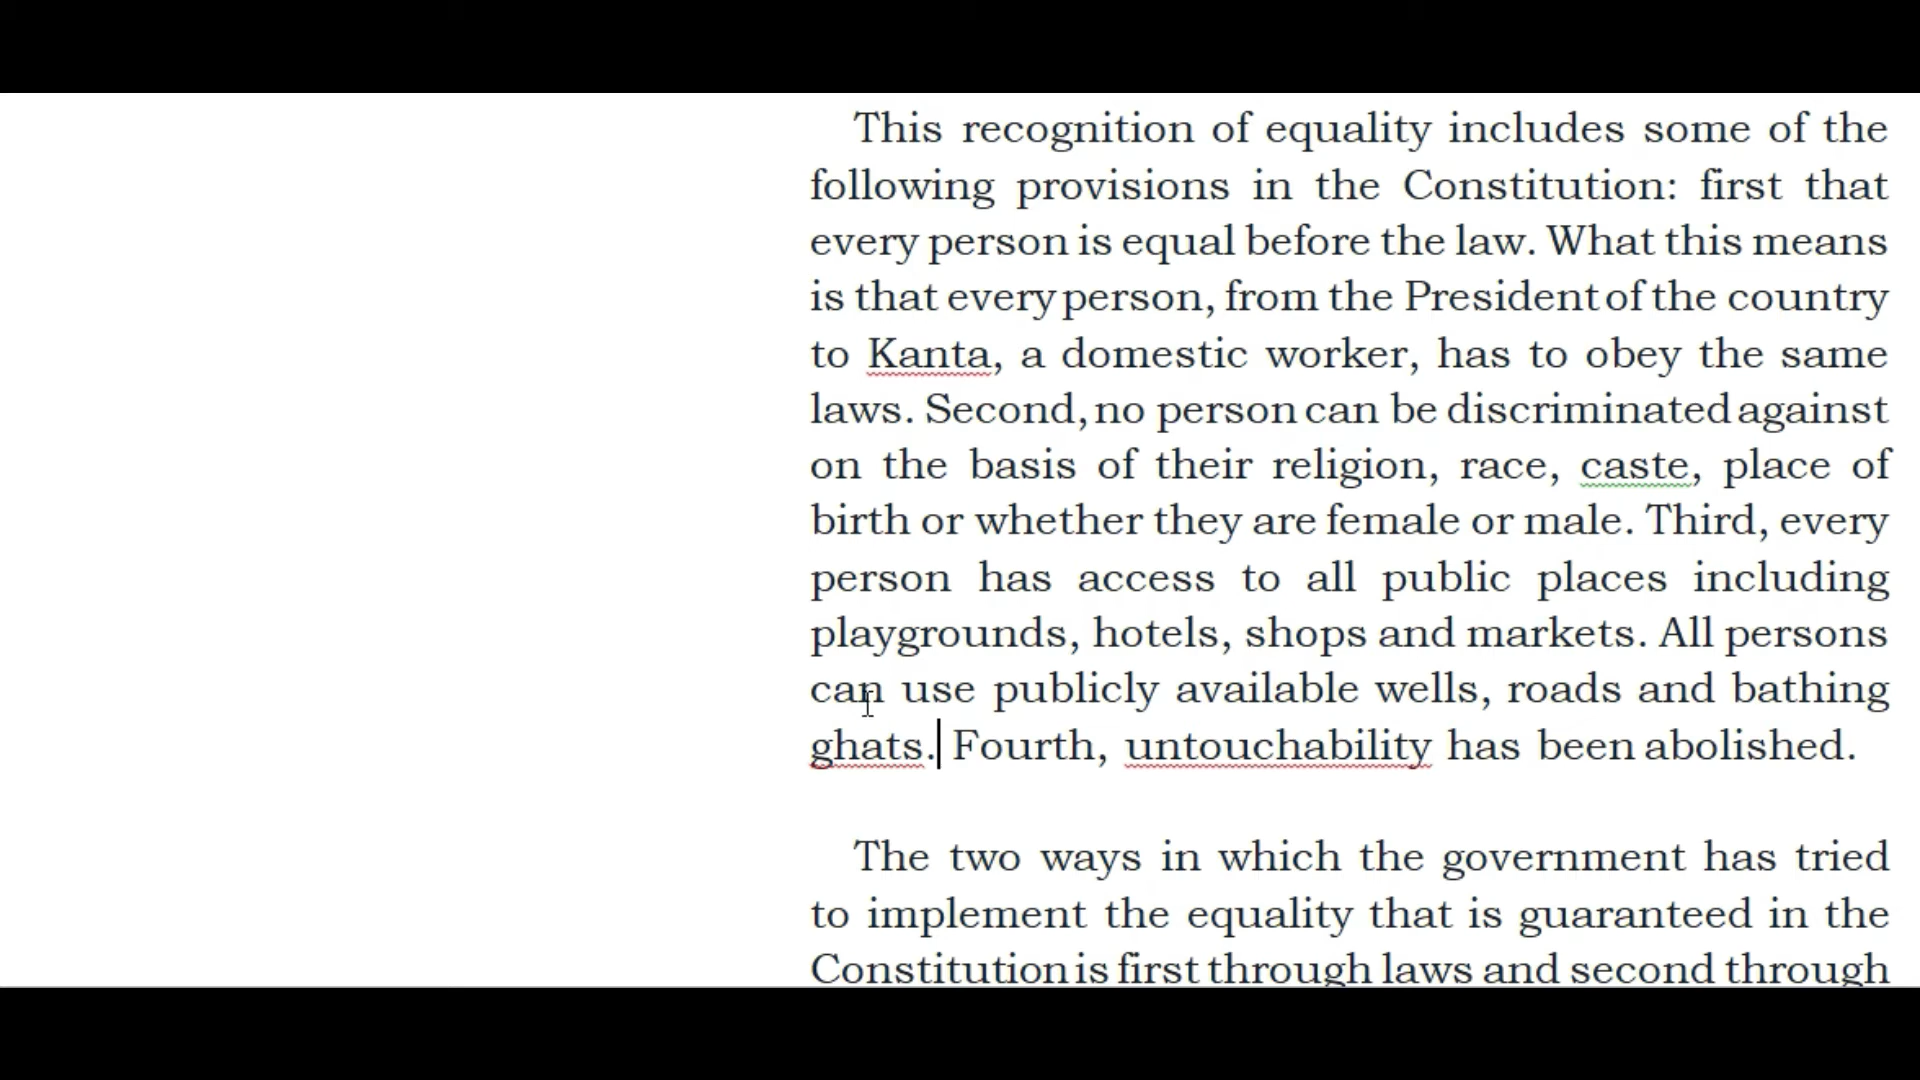 This recognition of equality includes some of the
following provisions in the Constitution: first that
every person is equal before the law. What this means
is that every person, from the President of the country
to Kanta, a domestic worker, has to obey the same
laws. Second, no person can be discriminated against
on the basis of their religion, race, caste, place of
birth or whether they are female or male. Third, every
person has access to all public places including
playgrounds, hotels, shops and markets. All persons
can use publicly available wells, roads and bathing
ghats. Fourth, untouchability has been abolished.
The two ways in which the government has tried
to implement the equality that is guaranteed in the
Constitution is first through laws and second through